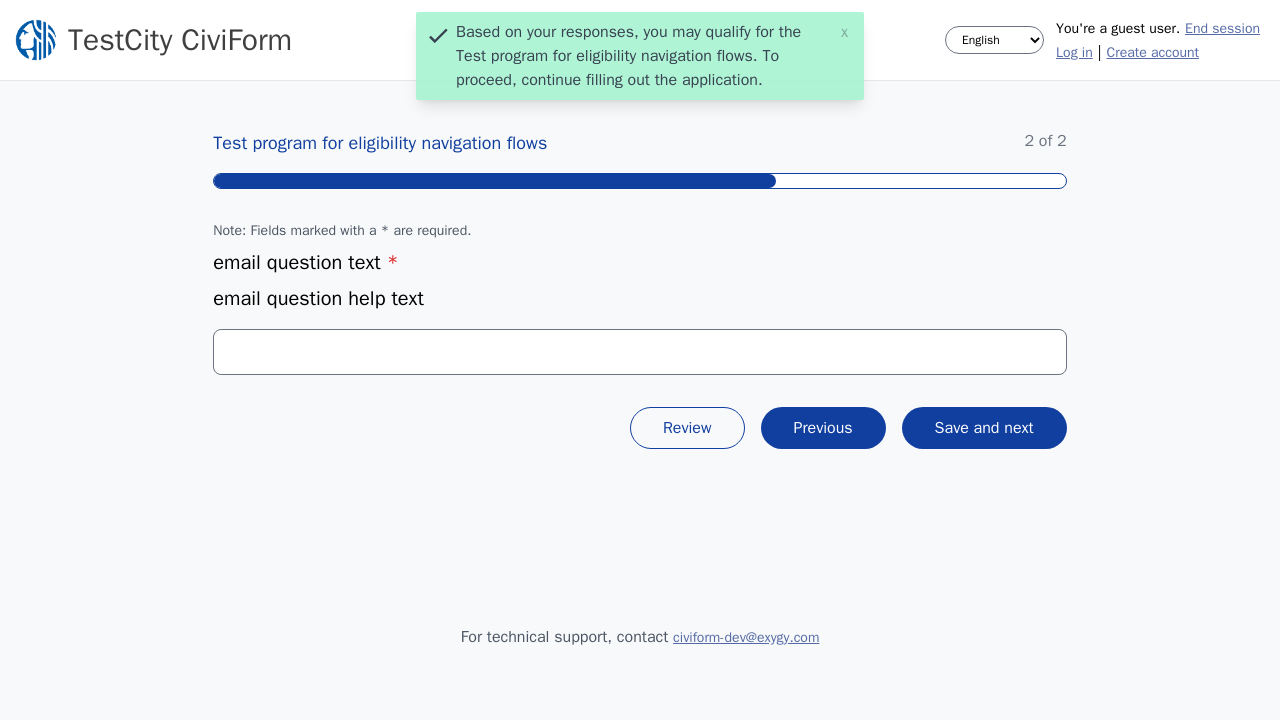 TestCity CiviForm
Based on your responses, you may qualify for the
Test program for eligibility navigation flows. To
proceed, continue filling out the application.
x
English
You're a guest user. End session
Log in | Create account
Test program for eligibility navigation flows
2 of 2
Note: Fields marked with a * are required.
email question text *
email question help text
Review
Previous
Save and next
For technical support, contact civiform-dev@exygy.com